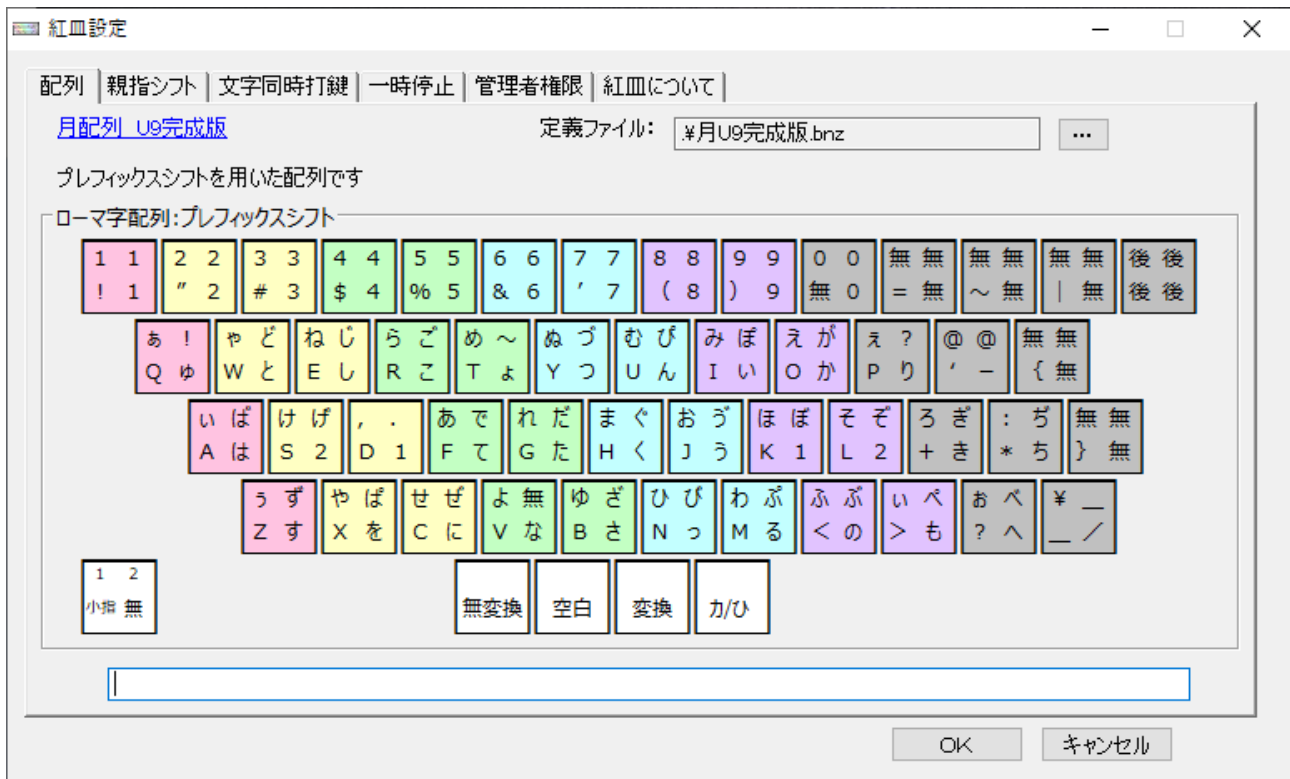 紅皿設定
配列 親指シフト 文字同時打鍵 一時停止 管理者権限 紅皿について
月配列 U9完成版 定義ファイル: .¥月U9完成版.bnz ...
プレフィックスシフトを用いた配列です
ローマ字配列:プレフィックスシフト
1 1 2 2 3 3 4 4 5 5 6 6 7 7 8 8 9 9 0 0 無 無 無 無 無 無 後 後
! 1 ” 2 # 3 $ 4 % 5 & 6 ’ 7 ( 8 ) 9 無 0 = 無 ～ 無 | 無 後 後
ぁ ! ゃ ど ね じ ら ご め ～ ぬ づ む ぴ み ぽ え が ぇ ? @ @ 無 無
Q ゅ W と E し R こ T ょ Y つ U ん I い O か P り ‘ － { 無
ぃ ば け げ , . あ で れ だ ま ぐ お ゔ ほ ぼ そ ぞ ろ ぎ : ぢ 無 無
A は S 2 D 1 F て G た H く J う K 1 L 2 + き * ち } 無
ぅ ず や ぱ せ ぜ よ 無 ゆ ざ ひ び わ ぷ ふ ぶ ぃ ぺ ぉ べ ¥ ＿
Z す X を C に V な B さ N っ M る < の > も ? へ ＿ ／
1 2
小指 無 無変換 空白 変換 カ/ひ
OK キャンセル